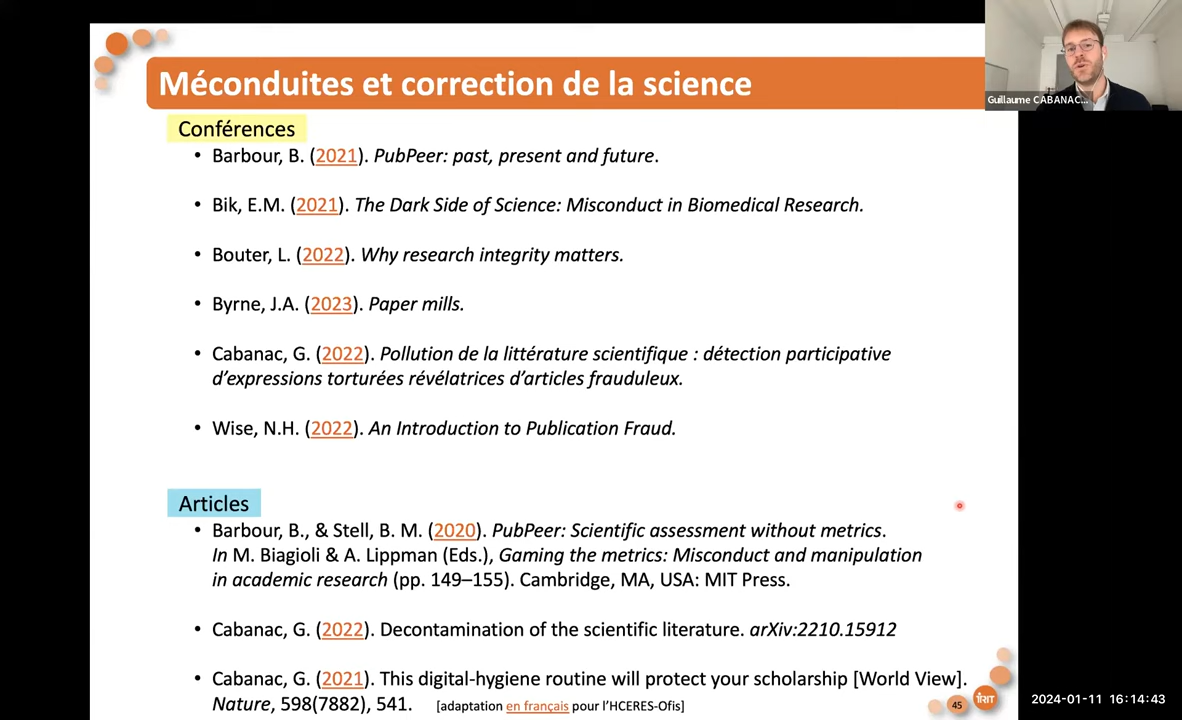 Méconduites et correction de la science
Guillaume CABANAC...
Conférences
• Barbour, B. (2021). PubPeer: past, present and future.
• Bik, E.M. (2021). The Dark Side of Science: Misconduct in Biomedical Research.
• Bouter, L. (2022). Why research integrity matters.
• Byrne, J.A. (2023). Paper mills.
• Cabanac, G. (2022). Pollution de la littérature scientifique : détection participative
d’expressions torturées révélatrices d’articles frauduleux.
• Wise, N.H. (2022). An Introduction to Publication Fraud.
Articles
• Barbour, B., & Stell, B. M. (2020). PubPeer: Scientific assessment without metrics.
In M. Biagioli & A. Lippman (Eds.), Gaming the metrics: Misconduct and manipulation
in academic research (pp. 149–155). Cambridge, MA, USA: MIT Press.
• Cabanac, G. (2022). Decontamination of the scientific literature. arXiv:2210.15912
• Cabanac, G. (2021). This digital-hygiene routine will protect your scholarship [World View].
Nature, 598(7882), 541. [adaptation en français pour l’HCERES-Ofis]
45
IRIT
2024-01-11 16:14:43